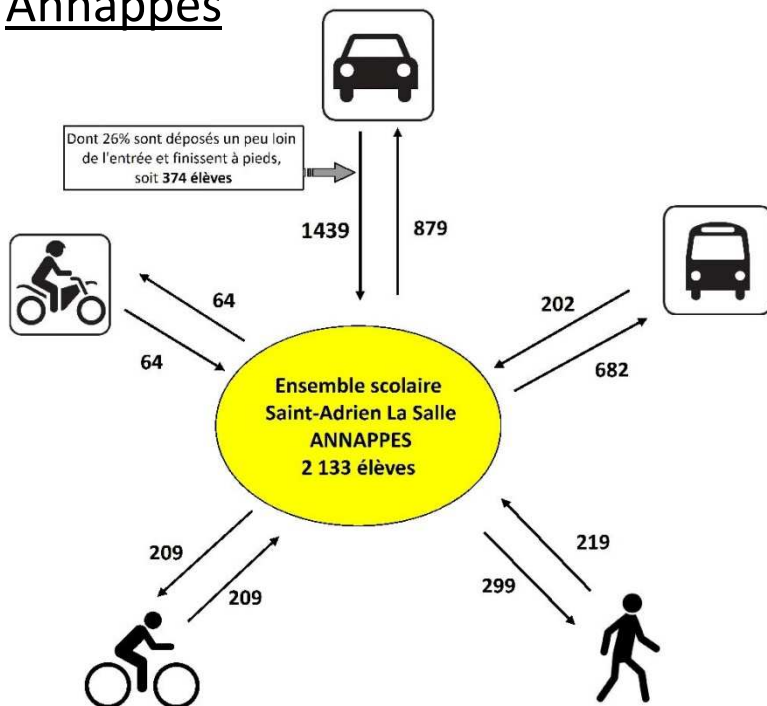 Annappes
Dont 26% sont déposés un peu loin
de l'entrée et finissent à pieds,
soit 374 élèves
1439
879
64
64
202
682
Ensemble scolaire
Saint-Adrien La Salle
ANNAPPES
2 133 élèves
209
209
219
299